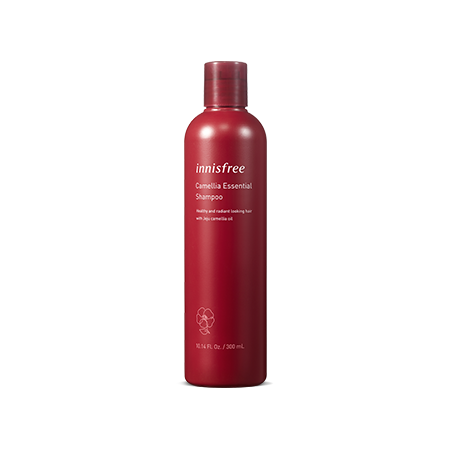 innisfree
Camellia Essential
Shampoo
Healthy and radiant looking hair
with Jeju camellia oil
10.14 FL Oz. / 300 mL